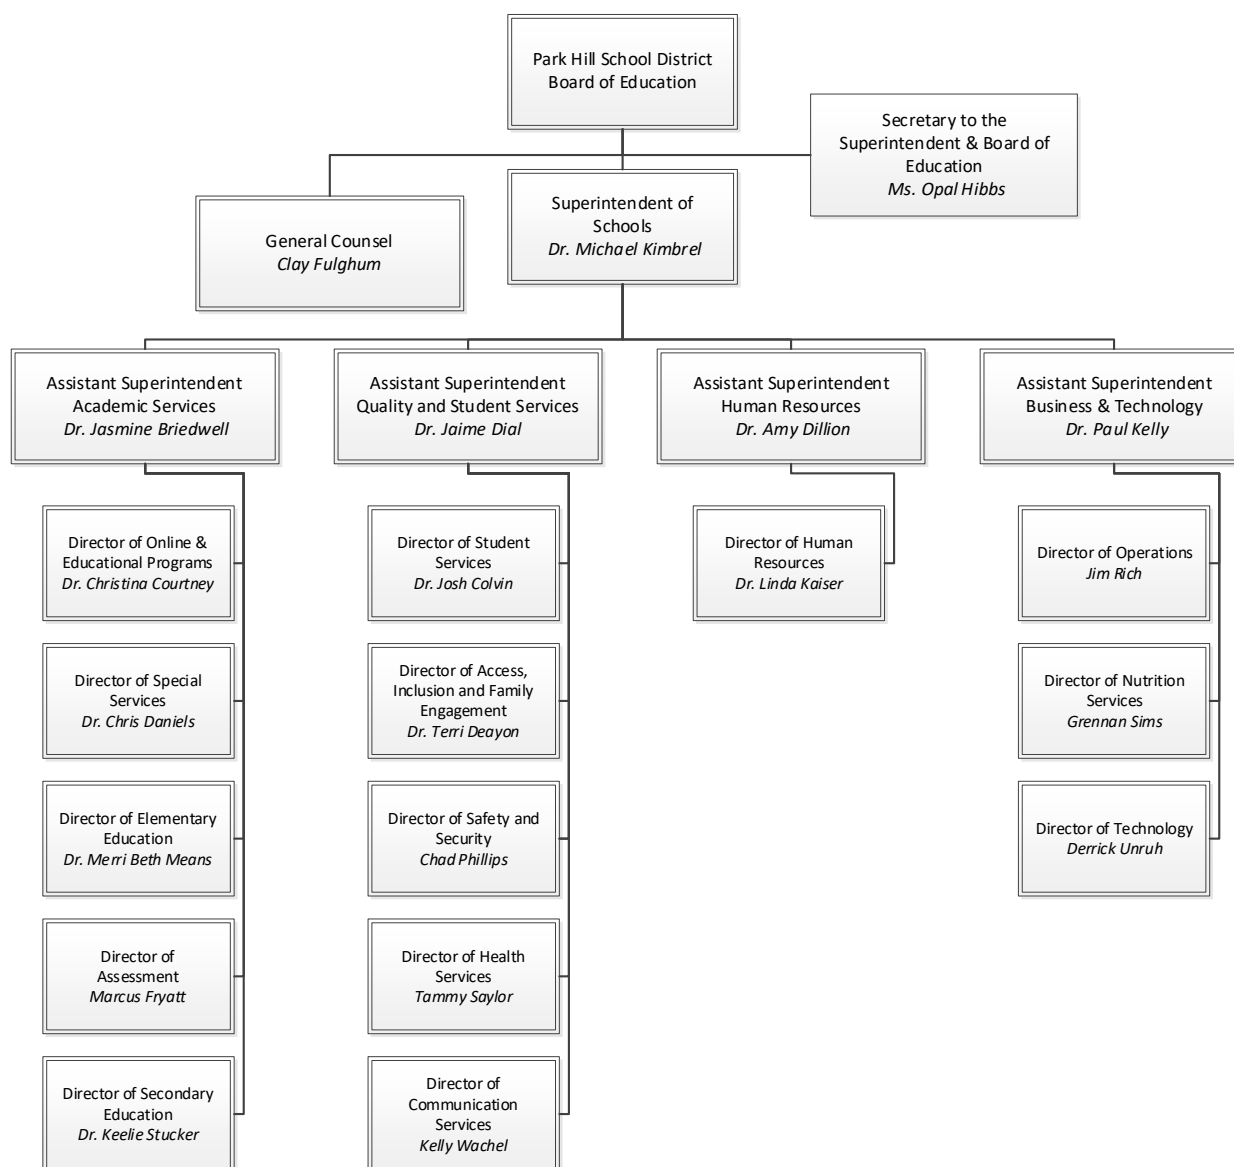 Park Hill School District
Board of Education
Secretary to the
Superintendent & Board of
Education
Ms. Opal Hibbs
General Counsel
Clay Fulghum
Superintendent of
Schools
Dr. Michael Kimbrel
Assistant Superintendent
Academic Services
Dr. Jasmine Briedwell
Assistant Superintendent
Quality and Student Services
Dr. Jaime Dial
Assistant Superintendent
Human Resources
Dr. Amy Dillion
Assistant Superintendent
Business & Technology
Dr. Paul Kelly
Director of Online &
Educational Programs
Dr. Christina Courtney
Director of Student
Services
Dr. Josh Colvin
Director of Human
Resources
Dr. Linda Kaiser
Director of Operations
Jim Rich
Director of Special
Services
Dr. Chris Daniels
Director of Access,
Inclusion and Family
Engagement
Dr. Terri Deayon
Director of Nutrition
Services
Grennan Sims
Director of Elementary
Education
Dr. Merri Beth Means
Director of Safety and
Security
Chad Phillips
Director of Technology
Derrick Unruh
Director of
Assessment
Marcus Fryatt
Director of Health
Services
Tammy Saylor
Director of Secondary
Education
Dr. Keelie Stucker
Director of
Communication
Services
Kelly Wachel